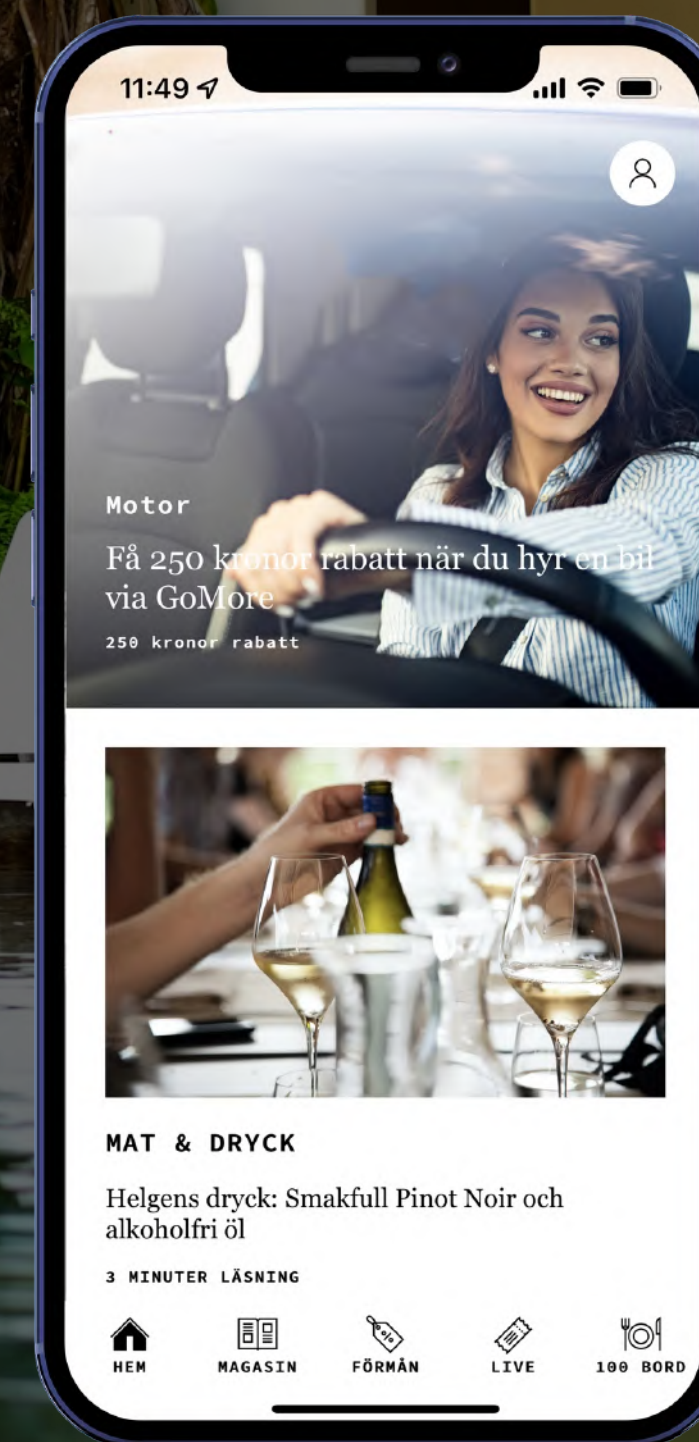 11:49
Motor
Få 250 kronor rabatt när du hyr en bil
via GoMore
250 kronor rabatt
MAT & DRYCK
Helgens dryck: Smakfull Pinot Noir och
alkoholfri öl
3 MINUTER LÄSNING
HEM MAGASIN FÖRMÅN LIVE 100 BORD